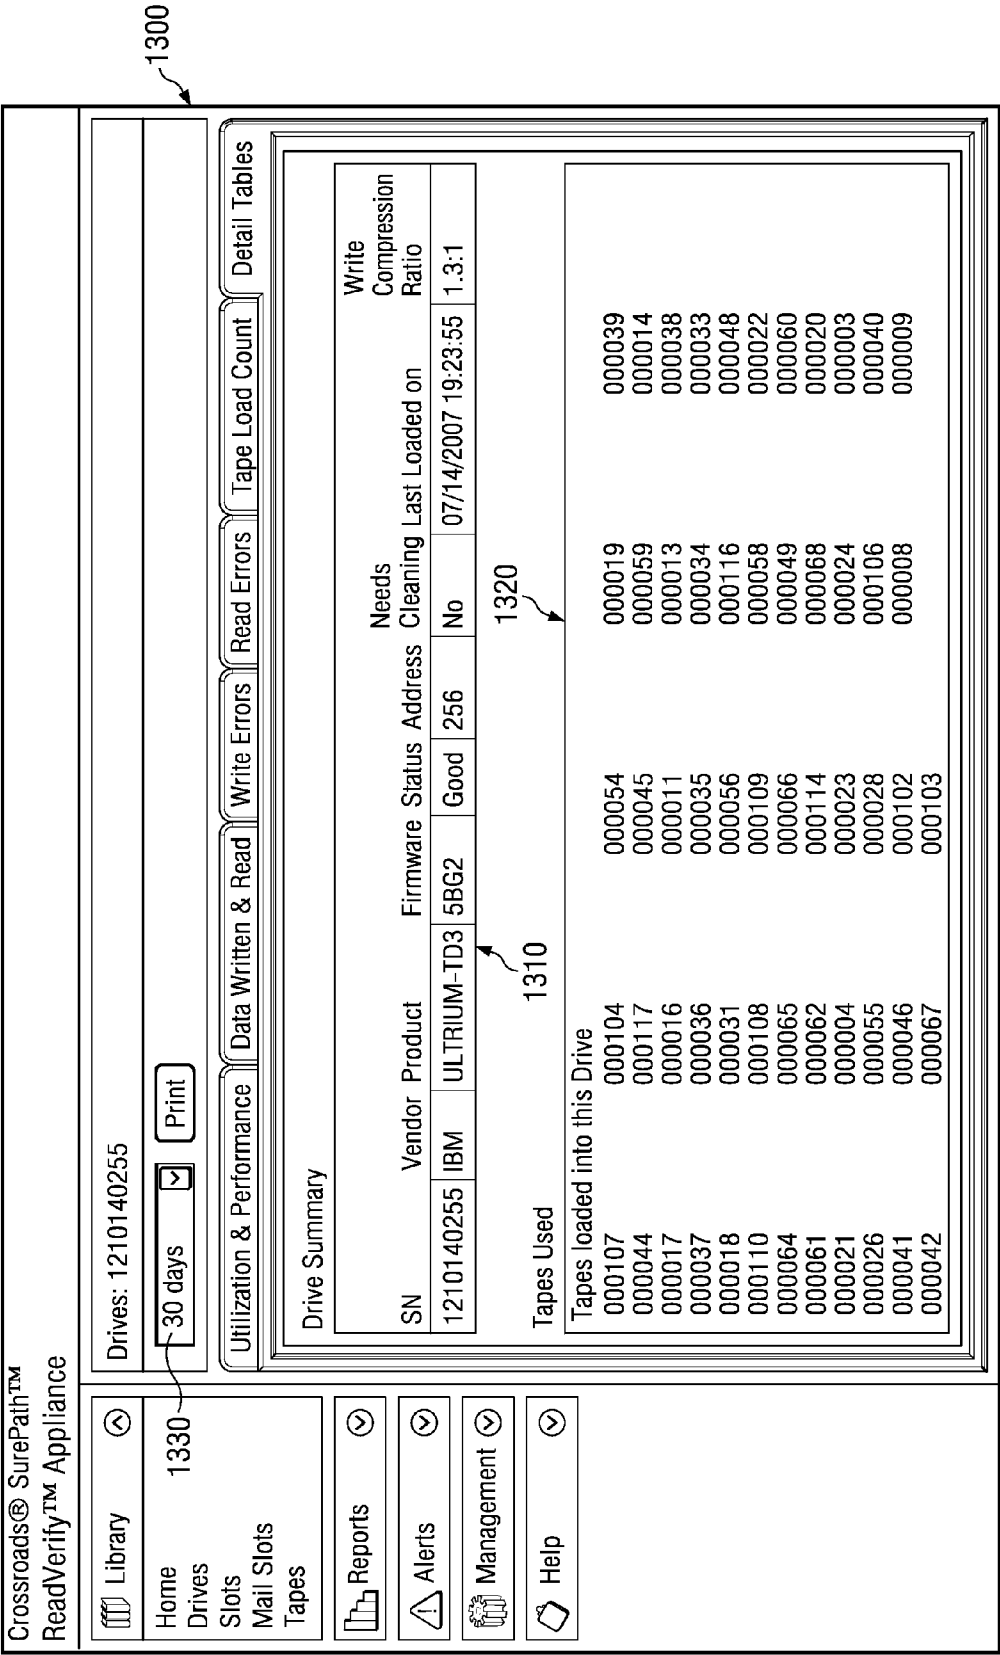 Crossroads® SurePath™
ReadVerify™ Appliance
1300
Library
Home
Drives
Slots
Mail Slots
Tapes
Reports
Alerts
Management
Help
Drives: 1210140255
1330
30 days
Print
Utilization & Performance
Data Written & Read
Write Errors
Read Errors
Tape Load Count
Detail Tables
Drive Summary
SN Vendor Product Firmware Status Address Needs Cleaning Last Loaded on Write Compression Ratio
1210140255 IBM ULTRIUM-TD3 5BG2 Good 256 No 07/14/2007 19:23:55 1.3:1
1310
1320
Tapes Used
Tapes loaded into this Drive
000107 000104 000054 000019 000039
000044 000117 000045 000059 000014
000017 000016 000011 000013 000038
000037 000036 000035 000034 000033
000018 000031 000056 000116 000048
000110 000108 000109 000058 000022
000064 000065 000066 000049 000060
000061 000062 000114 000068 000020
000021 000004 000023 000024 000003
000026 000055 000028 000106 000040
000041 000046 000102 000008 000009
000042 000067 000103